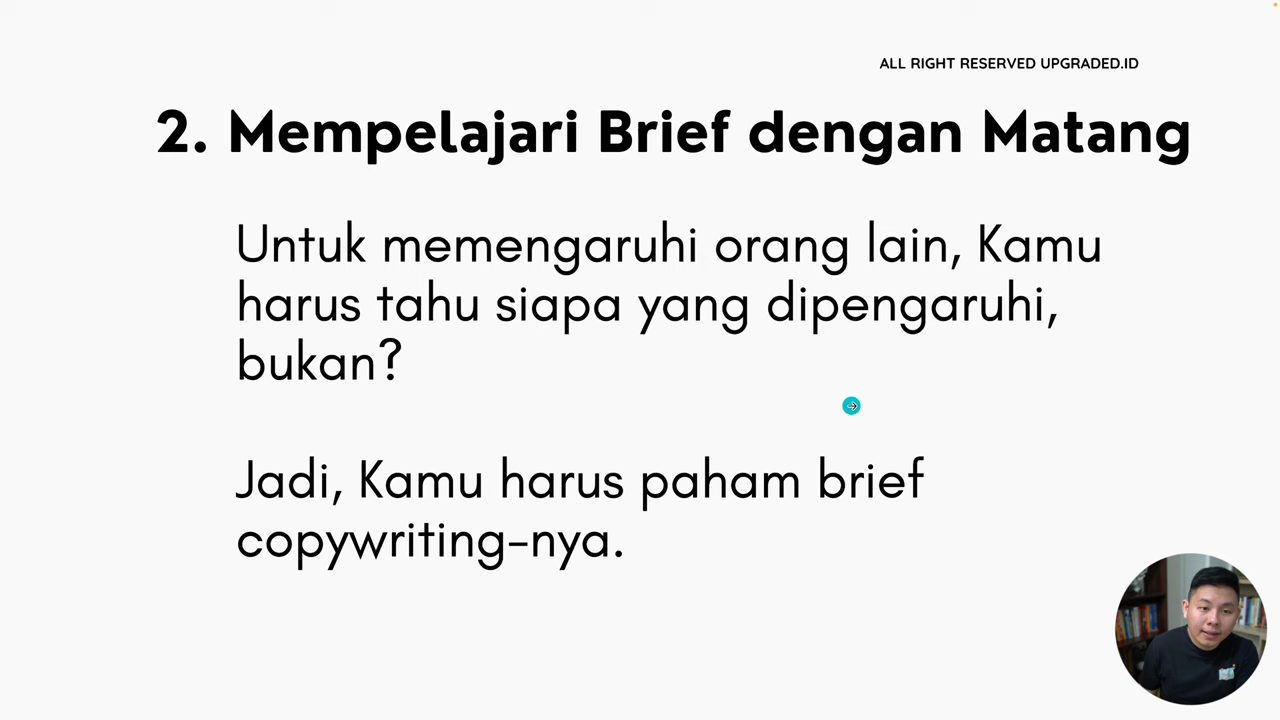 ALL RIGHT RESERVED UPGRADED.ID
2. Mempelajari Brief dengan Matang
Untuk memengaruhi orang lain, Kamu
harus tahu siapa yang dipengaruhi,
bukan?
Jadi, Kamu harus paham brief
copywriting-nya.